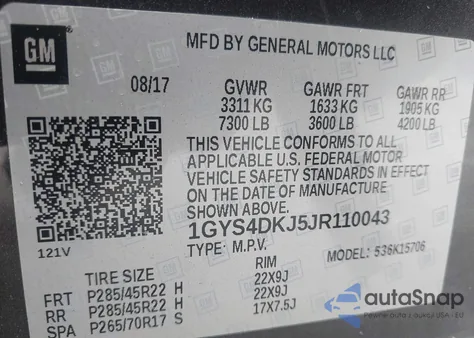 GM
MFD BY GENERAL MOTORS LLC
08/17 GVWR GAWR FRT GAWR RR
3311 KG 1633 KG 1905 KG
7300 LB 3600 LB 4200 LB
THIS VEHICLE CONFORMS TO ALL
APPLICABLE U.S. FEDERAL MOTOR
VEHICLE SAFETY STANDARDS IN EFFECT
ON THE DATE OF MANUFACTURE
SHOWN ABOVE.
1GYS4DKJ5JR110043
TYPE: M.P.V. MODEL: 536K15706
121V
TIRE SIZE RIM
FRT P285/45R22 H 22X9J
RR P285/45R22 H 22X9J
SPA P265/70R17 S 17X7.5J
autoSnap